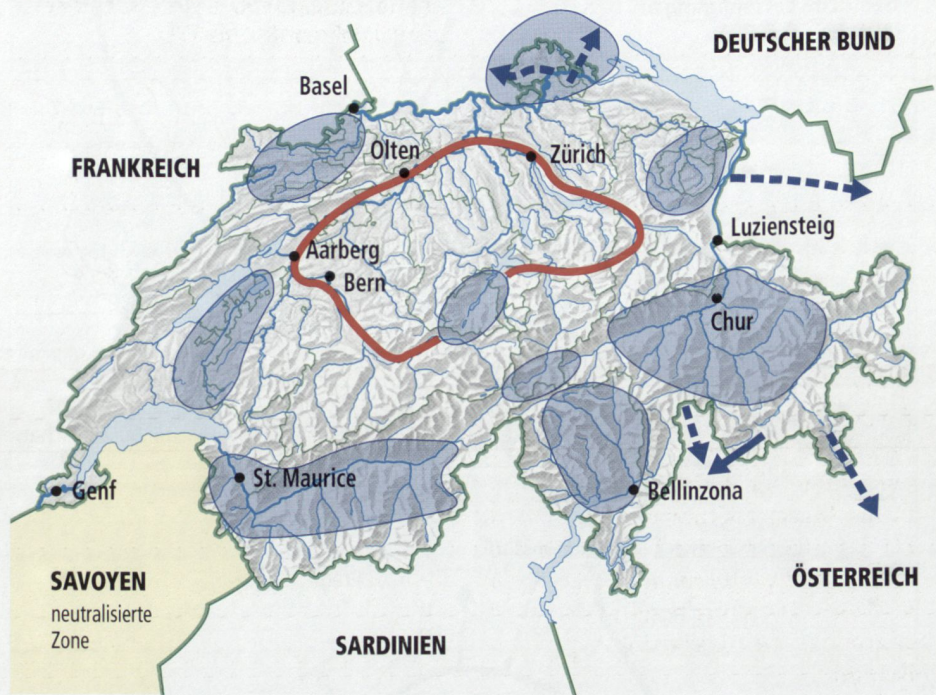 DEUTSCHER BUND
Basel
FRANKREICH
Olten
Zürich
Luziensteig
Aarberg
Bern
Chur
St. Maurice
Genf
Bellinzona
SAVOYEN
neutralisierte
Zone
ÖSTERREICH
SARDINIEN